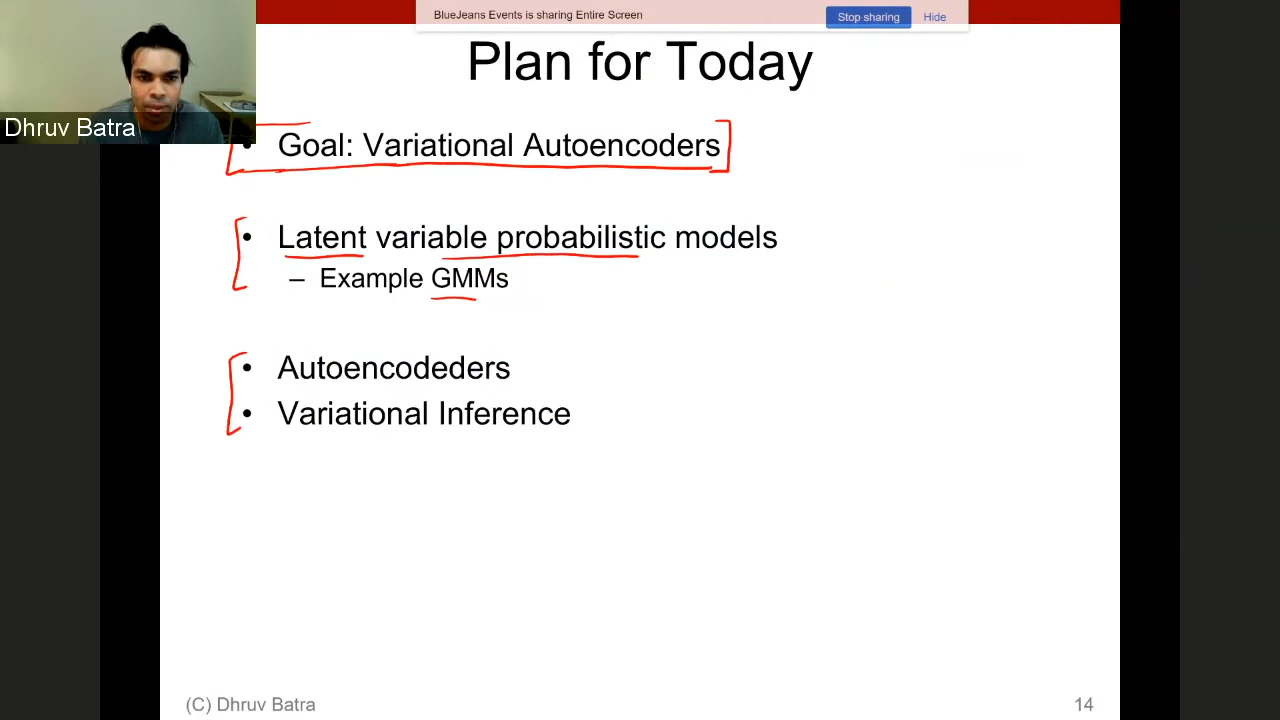 BlueJeans Events is sharing Entire Screen
Stop sharing
Hide
Plan for Today
Dhruv Batra
• Goal: Variational Autoencoders
• Latent variable probabilistic models
– Example GMMs
• Autoencodeders
• Variational Inference
(C) Dhruv Batra
14